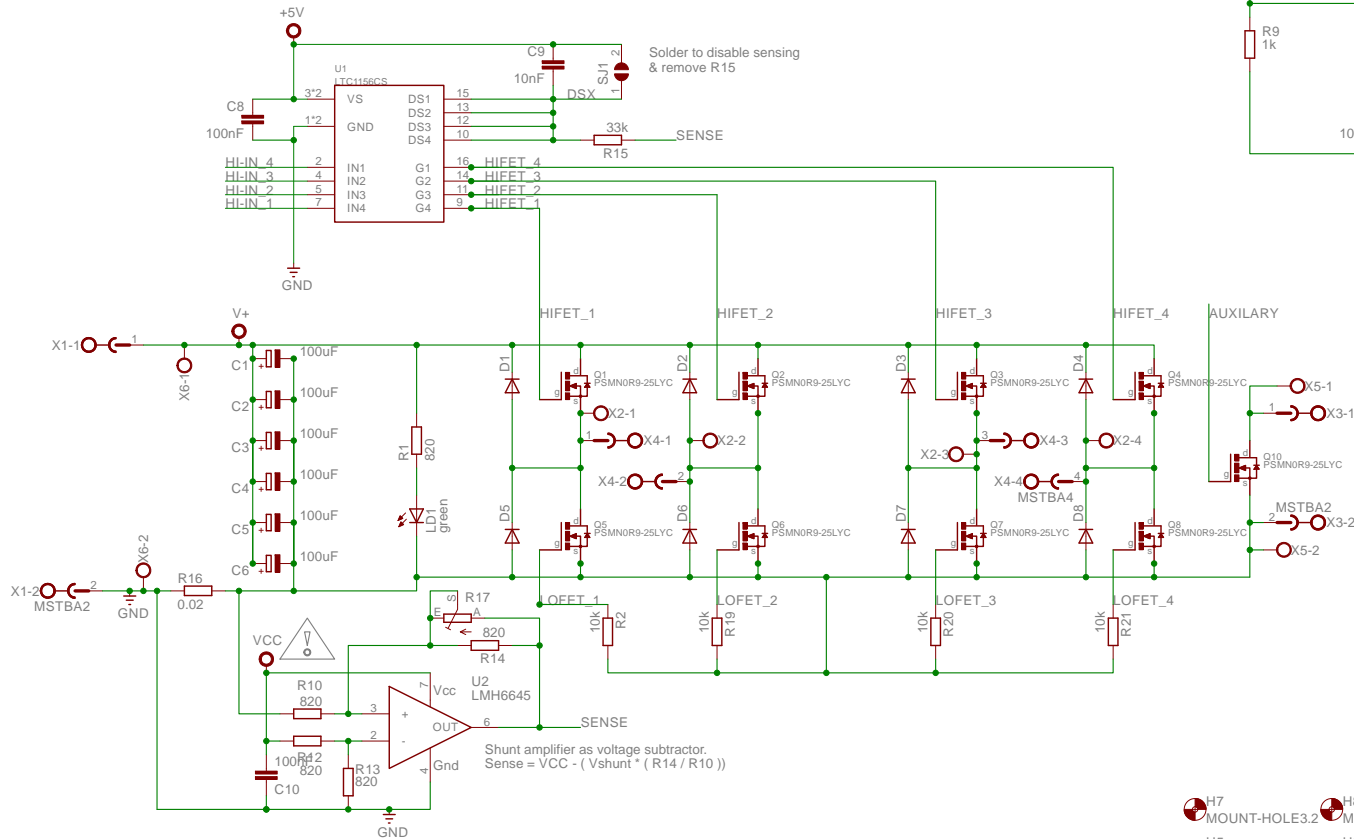 +5V
R9
1k
C9
10nF
SJ1
2
1
Solder to disable sensing
& remove R15
U1
LTC1156CS
C8
100nF
3*2
VS
1*2
GND
DS1
15
DSX
DS2
13
DS3
12
DS4
10
33k
R15
SENSE
10
HI-IN_4
2
IN1
G1
16
HIFET_4
HI-IN_3
4
IN2
G2
14
HIFET_3
HI-IN_2
5
IN3
G3
11
HIFET_2
HI-IN_1
7
IN4
G4
9
HIFET_1
GND
V+
HIFET_1
HIFET_2
HIFET_3
HIFET_4
AUXILARY
X1-1
1
X6-1
C1
100uF
C2
100uF
C3
100uF
C4
100uF
C5
100uF
C6
100uF
R1
820
LD1
green
D1
d
g
s
Q1
PSMN0R9-25LYC
D2
d
g
s
Q2
PSMN0R9-25LYC
D3
d
g
s
Q3
PSMN0R9-25LYC
D4
d
g
s
Q4
PSMN0R9-25LYC
X5-1
1
X3-1
X2-1
1
X4-1
X2-2
X4-2
2
X2-3
3
X4-3
X2-4
X4-4
4
MSTBA4
d
g
s
Q10
PSMN0R9-25LYC
MSTBA2
2
X3-2
X5-2
D5
d
g
s
Q5
PSMN0R9-25LYC
D6
d
g
s
Q6
PSMN0R9-25LYC
D7
d
g
s
Q7
PSMN0R9-25LYC
D8
d
g
s
Q8
PSMN0R9-25LYC
X6-2
X1-2
2
MSTBA2
GND
R16
0.02
LOFET_1
LOFET_2
LOFET_3
LOFET_4
10k
R2
10k
R19
10k
R20
10k
R21
R17
E
S
A
820
R14
VCC
!
R10
820
U2
LMH6645
7
Vcc
3
+
OUT
6
SENSE
2
-
4
Gnd
R12
820
100nF
C10
R13
820
Shunt amplifier as voltage subtractor.
Sense = VCC - ( Vshunt * ( R14 / R10 ))
GND
H7
MOUNT-HOLE3.2